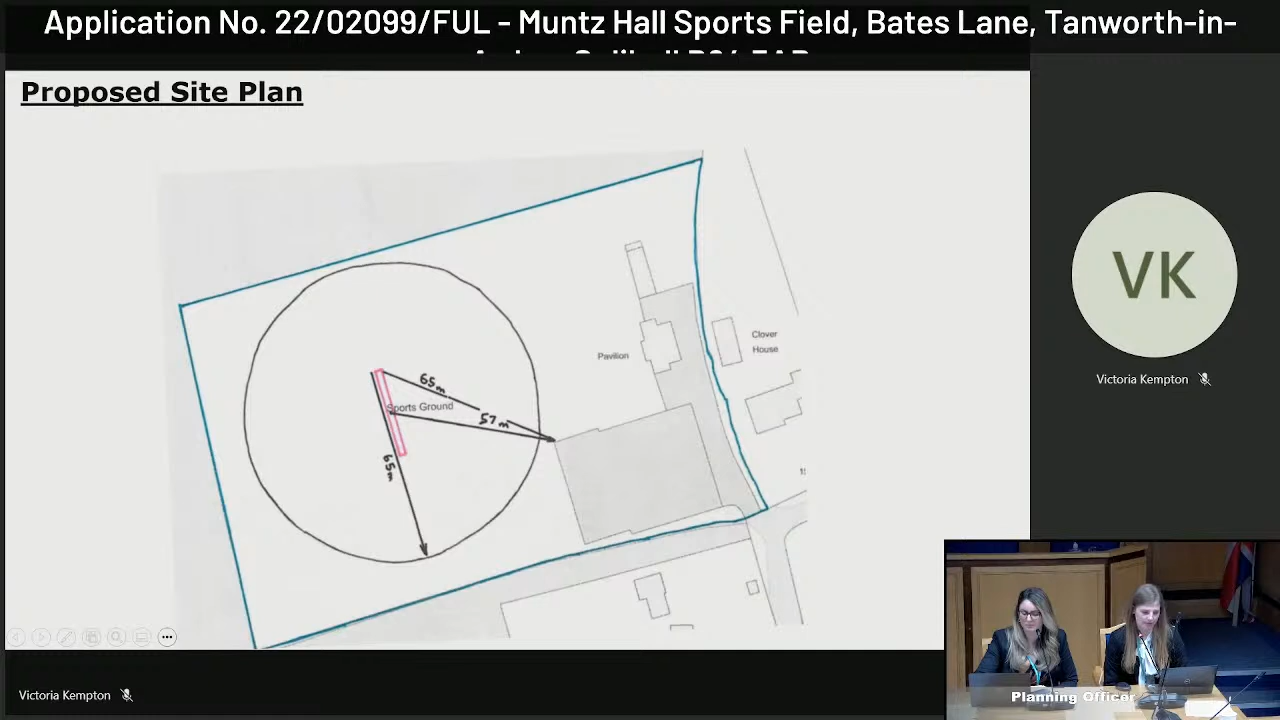 Application No. 22/02099/FUL - Muntz Hall Sports Field, Bates Lane, Tanworth-in-
Proposed Site Plan
VK
Clover
House
Pavilion
Victoria Kempton
65m
Sports Ground
57m
65m
Victoria Kempton
Planning Officer